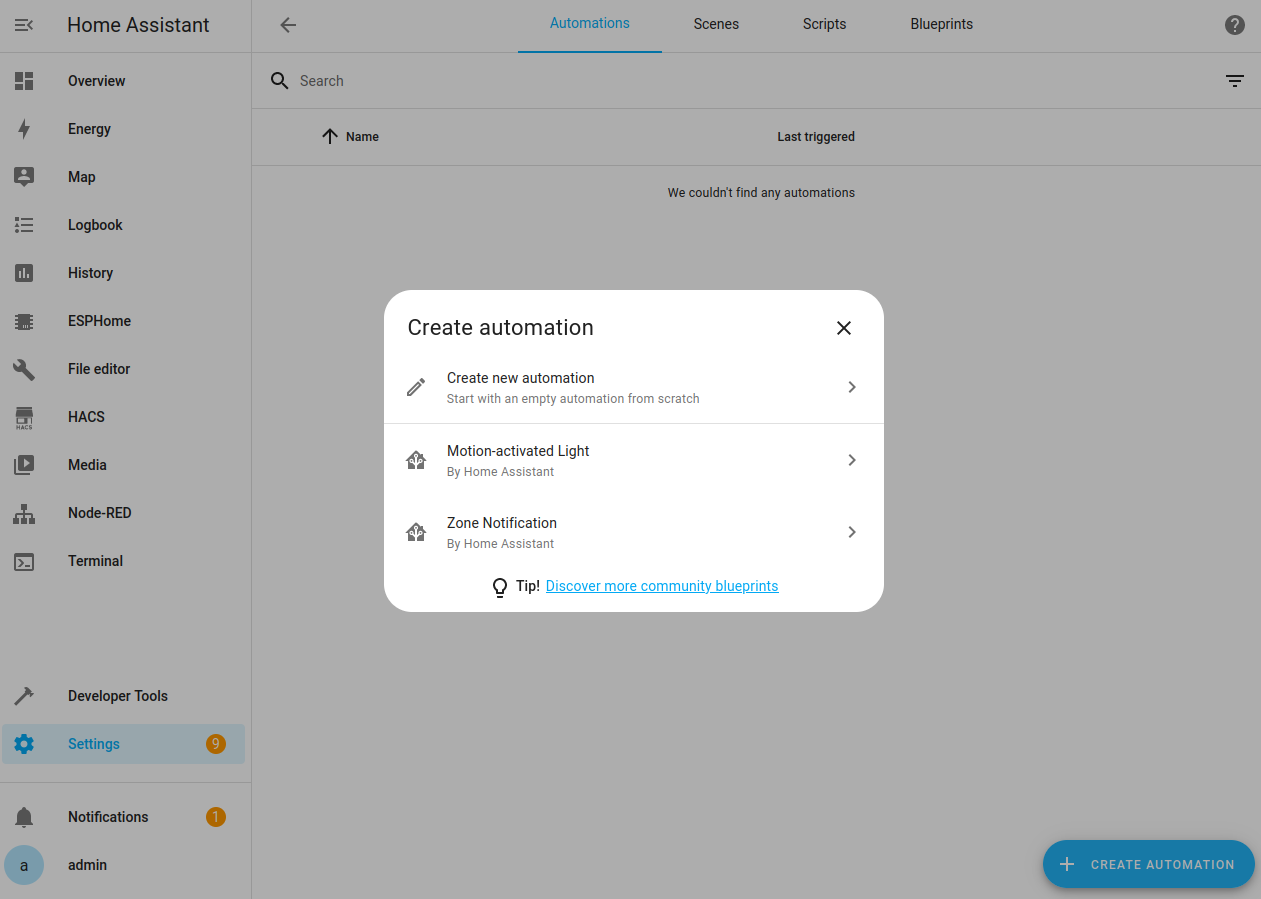 Home Assistant
Automations
Scenes
Scripts
Blueprints
Overview
Energy
Map
Logbook
History
ESPHome
File editor
HACS
HACS
Media
Node-RED
Terminal
Developer Tools
Settings
9
Notifications
1
a
admin
Search
Name
Last triggered
We couldn't find any automations
Create automation
Create new automation
Start with an empty automation from scratch
Motion-activated Light
By Home Assistant
Zone Notification
By Home Assistant
Tip! Discover more community blueprints
CREATE AUTOMATION